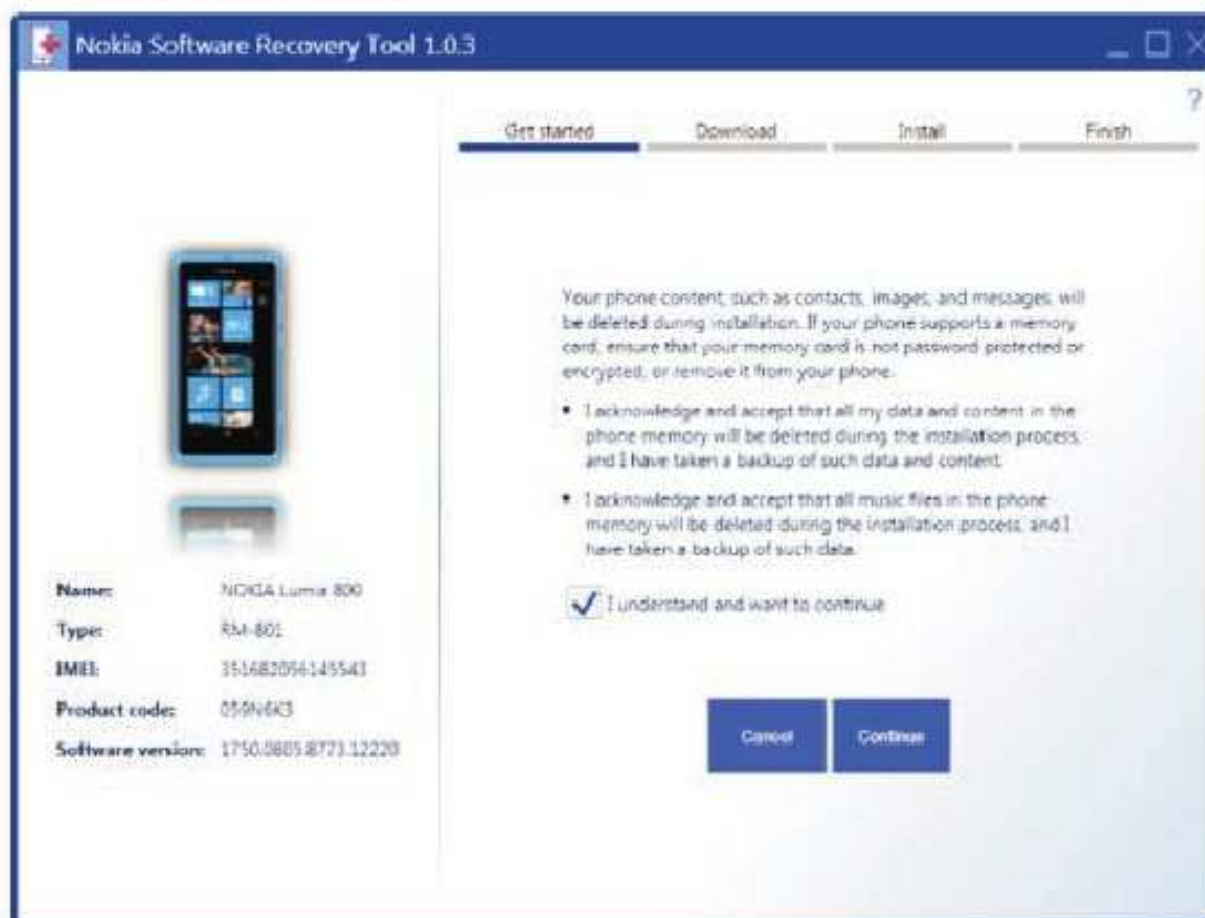 Nokia Software Recovery Tool 1.0.3
?
Get started
Download
Install
Finish
Your phone content, such as contacts, images, and messages, will
be deleted during installation. If your phone supports a memory
card, ensure that your memory card is not password protected or
encrypted, or remove it from your phone.
• I acknowledge and accept that all my data and content in the
phone memory will be deleted during the installation process,
and I have taken a backup of such data and content.
• I acknowledge and accept that all music files in the phone
memory will be deleted during the installation process, and I
have taken a backup of such data.
I understand and want to continue
Cancel
Continue
Name: NOKIA Lumia 800
Type: RM-801
IMEI:
Product code: 059N6K3
Software version: 1750.0805.8773.12220